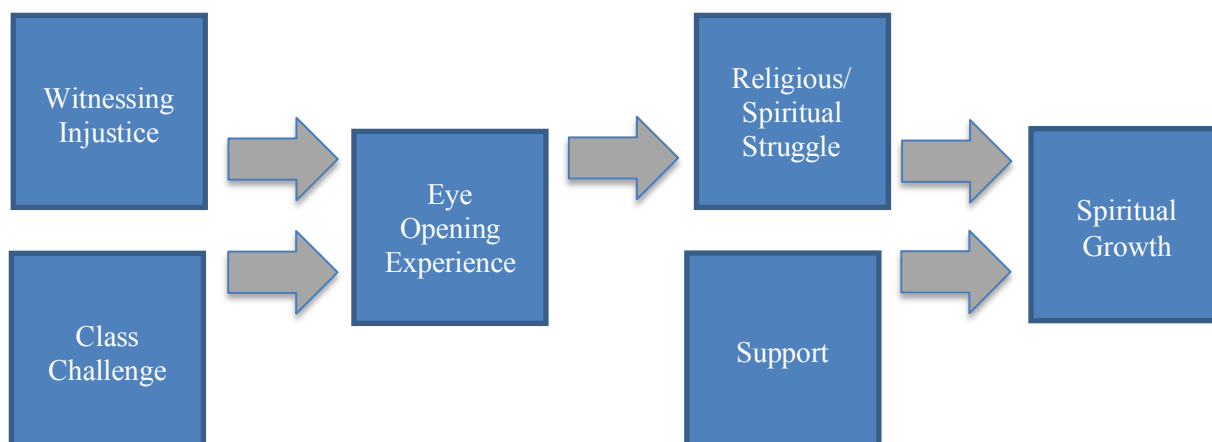 Witnessing
Injustice
Class
Challenge
Eye
Opening
Experience
Religious/
Spiritual
Struggle
Support
Spiritual
Growth